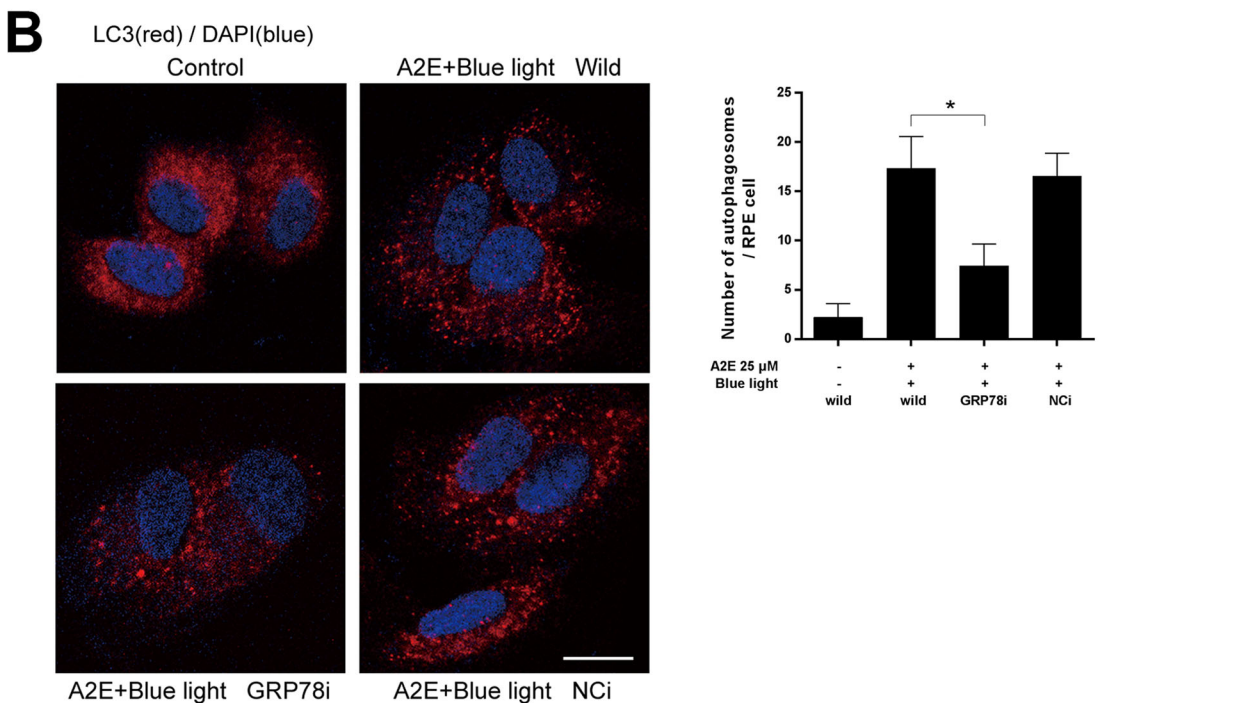 B
LC3(red) / DAPI(blue)
Control
A2E+Blue light Wild
A2E+Blue light GRP78i
A2E+Blue light NCi
Number of autophagosomes
/ RPE cell
25
20
15
10
5
0
*
A2E 25 μM - + + +
Blue light - + + +
wild wild GRP78i NCi